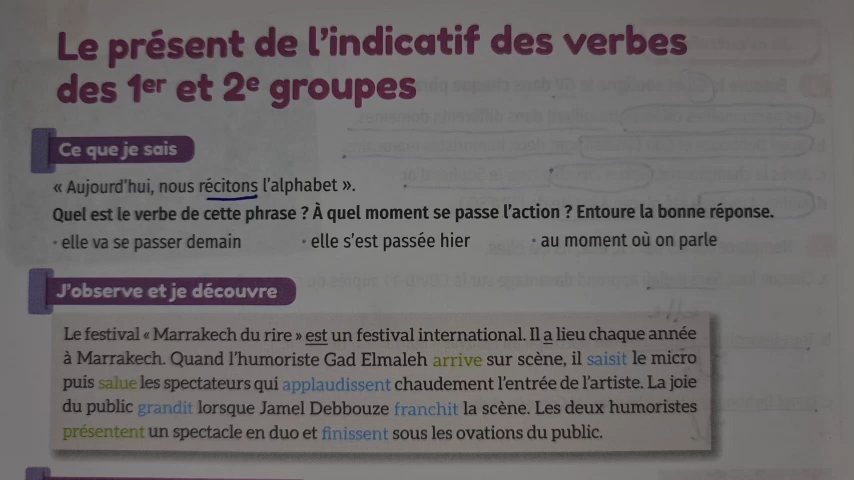 Le présent de l'indicatif des verbes
des 1er et 2e groupes
Ce que je sais
« Aujourd'hui, nous récitons l'alphabet ».
Quel est le verbe de cette phrase ? À quel moment se passe l'action ? Entoure la bonne réponse.
· elle va se passer demain · elle s'est passée hier · au moment où on parle
J'observe et je découvre
Le festival « Marrakech du rire » est un festival international. Il a lieu chaque année
à Marrakech. Quand l'humoriste Gad Elmaleh arrive sur scène, il saisit le micro
puis salue les spectateurs qui applaudissent chaudement l'entrée de l'artiste. La joie
du public grandit lorsque Jamel Debbouze franchit la scène. Les deux humoristes
présentent un spectacle en duo et finissent sous les ovations du public.